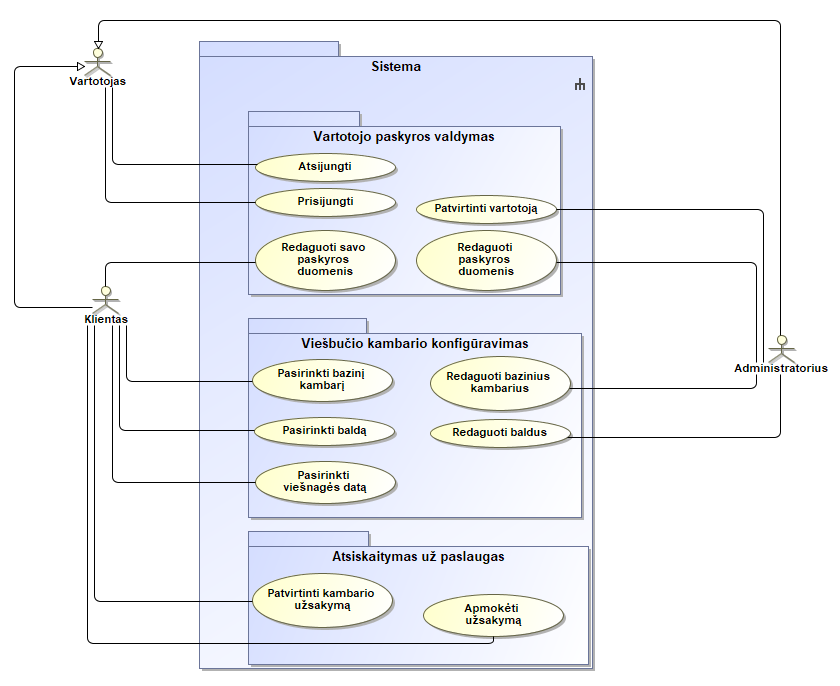 Sistema
Vartotojas
Vartotojo paskyros valdymas
Atsijungti
Prisijungti
Patvirtinti vartotoją
Redaguoti savo
paskyros
duomenis
Redaguoti
paskyros
duomenis
Klientas
Viešbučio kambario konfigūravimas
Pasirinkti bazinį
kambarį
Redaguoti bazinius
kambarius
Administratorius
Pasirinkti baldą
Redaguoti baldus
Pasirinkti
viešnagės datą
Atsiskaitymas už paslaugas
Patvirtinti kambario
užsakymą
Apmokėti
užsakymą